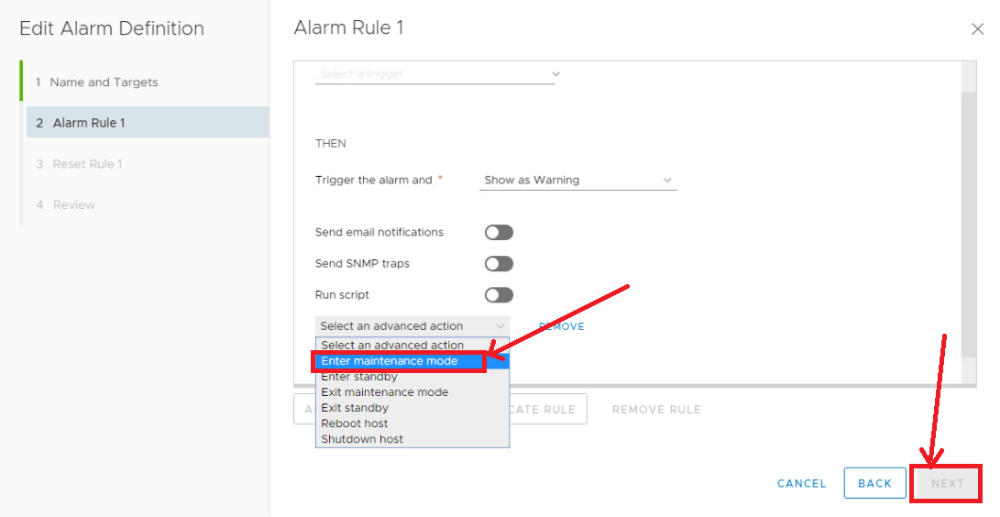 Edit Alarm Definition
1 Name and Targets
2 Alarm Rule 1
3 Reset Rule 1
4 Review
Alarm Rule 1
Select a trigger
THEN
Trigger the alarm and *
Show as Warning
Send email notifications
Send SNMP traps
Run script
Select an advanced action
REMOVE
Select an advanced action
Enter maintenance mode
Enter standby
Exit maintenance mode
Exit standby
Reboot host
Shutdown host
RULE
REMOVE RULE
CANCEL
BACK
NEXT